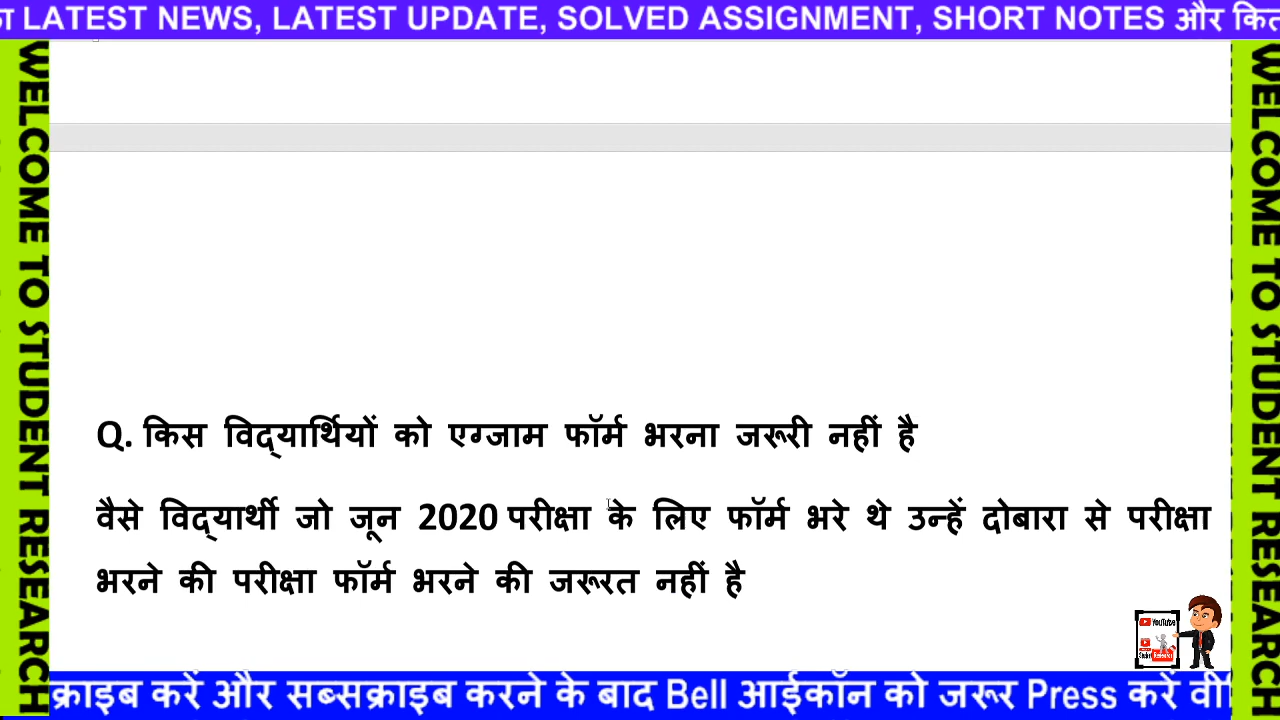 LATEST NEWS, LATEST UPDATE, SOLVED ASSIGNMENT, SHORT NOTES और
WELCOME TO STUDENT RESEARCH
WELCOME TO STUDENT RESEARCH
Q. किस विद्यार्थियों को एग्जाम फॉर्म भरना जरूरी नहीं है
वैसे विद्यार्थी जो जून 2020 परीक्षा के लिए फॉर्म भरे थे उन्हें दोबारा से परीक्षा
भरने की परीक्षा फॉर्म भरने की जरूरत नहीं है
YouTube
क्राइब करें और सब्सक्राइब करने के बाद Bell आईकॉन को जरूर Press करें